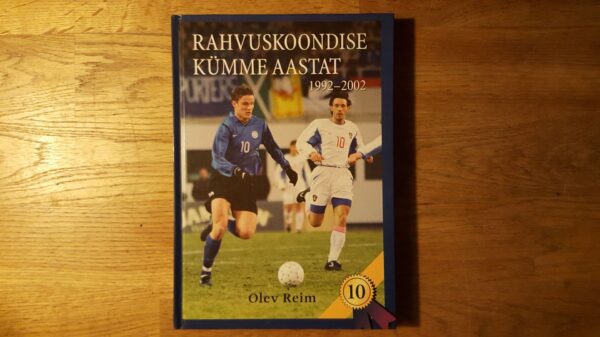 RAHVUSKOONDISE
KÜMME AASTAT
1992–2002
10
10
Olev Reim
10